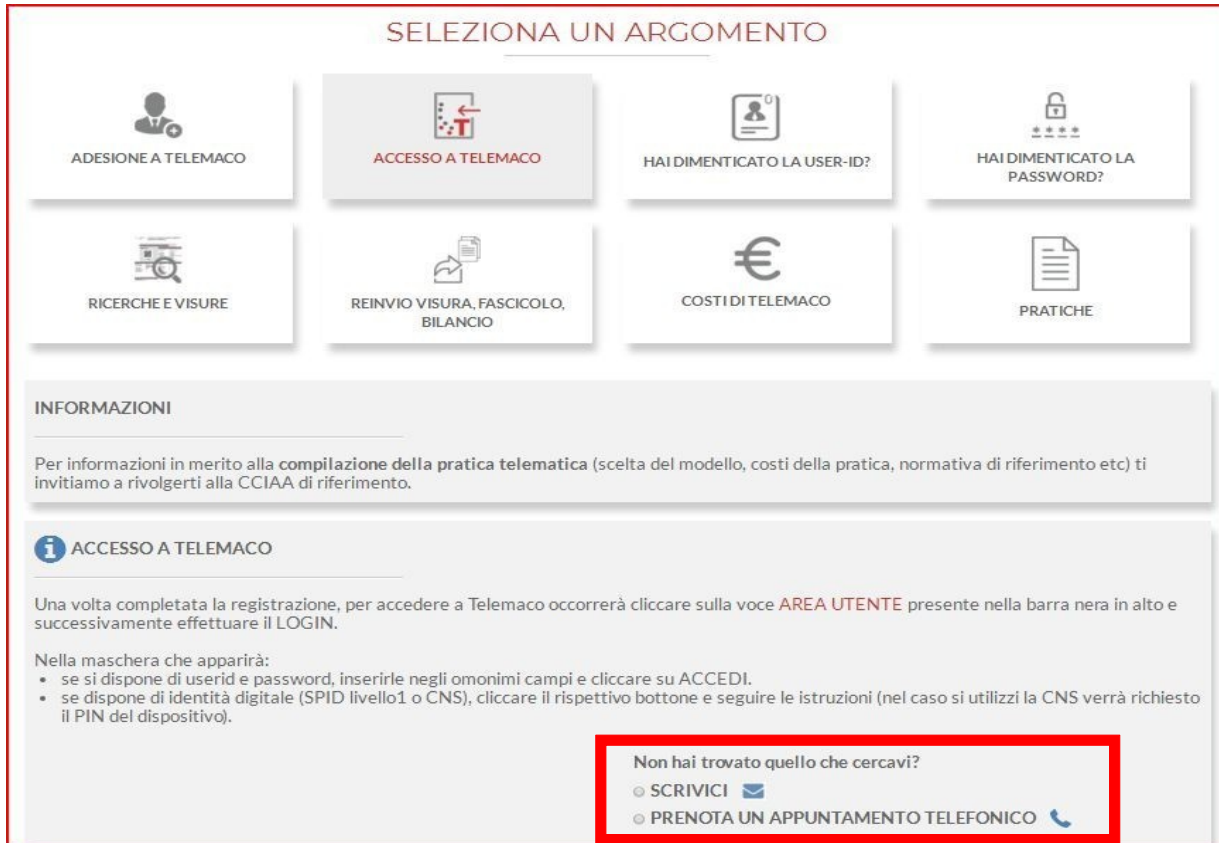 SELEZIONA UN ARGOMENTO
ADESIONE A TELEMACO
ACCESSO A TELEMACO
HAI DIMENTICATO LA USER-ID?
HAI DIMENTICATO LA
PASSWORD?
RICERCHE E VISURE
REINVIO VISURA, FASCICOLO,
BILANCIO
COSTI DI TELEMACO
PRATICHE
INFORMAZIONI
Per informazioni in merito alla compilazione della pratica telematica (scelta del modello, costi della pratica, normativa di riferimento etc) ti
invitiamo a rivolgerti alla CCIAA di riferimento.
ACCESSO A TELEMACO
Una volta completata la registrazione, per accedere a Telemaco occorrerà cliccare sulla voce AREA UTENTE presente nella barra nera in alto e
successivamente effettuare il LOGIN.
Nella maschera che apparirà:
• se si dispone di userid e password, inserirle negli omonimi campi e cliccare su ACCEDI.
• se dispone di identità digitale (SPID livello1 o CNS), cliccare il rispettivo bottone e seguire le istruzioni (nel caso si utilizzi la CNS verrà richiesto
il PIN del dispositivo).
Non hai trovato quello che cercavi?
SCRIVICI
PRENOTA UN APPUNTAMENTO TELEFONICO